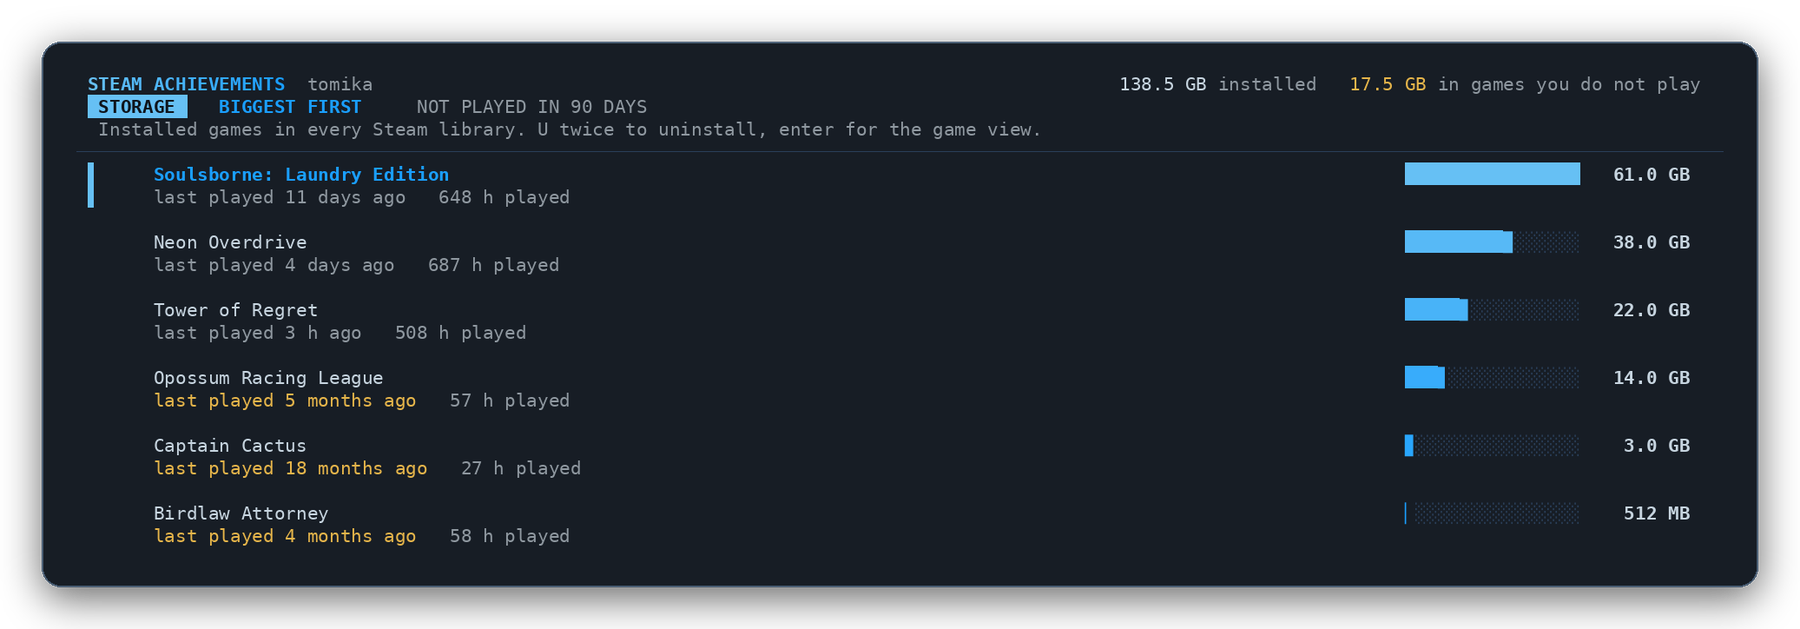 STEAM ACHIEVEMENTS tomika 138.5 GB installed 17.5 GB in games you do not play
STORAGE BIGGEST FIRST NOT PLAYED IN 90 DAYS
Installed games in every Steam library. U twice to uninstall, enter for the game view.
Soulsborne: Laundry Edition 61.0 GB
last played 11 days ago 648 h played
Neon Overdrive 38.0 GB
last played 4 days ago 687 h played
Tower of Regret 22.0 GB
last played 3 h ago 508 h played
Opossum Racing League 14.0 GB
last played 5 months ago 57 h played
Captain Cactus 3.0 GB
last played 18 months ago 27 h played
Birdlaw Attorney 512 MB
last played 4 months ago 58 h played